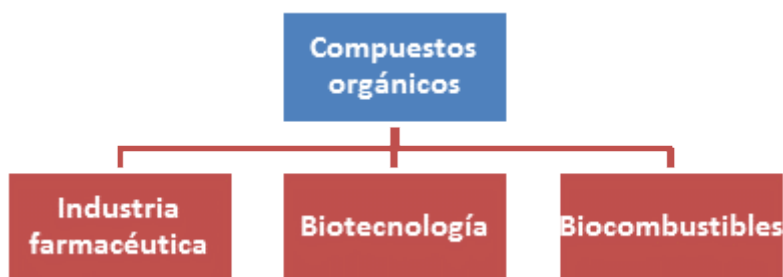 Compuestos
orgánicos
Industria
farmacéutica
Biotecnología
Biocombustibles